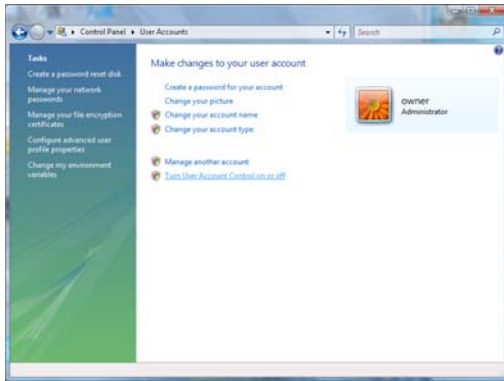 Control Panel ▸ User Accounts
Search
Tasks
Create a password reset disk
Manage your network
passwords
Manage your file encryption
certificates
Configure advanced user
profile properties
Change my environment
variables
Make changes to your user account
Create a password for your account
Change your picture
Change your account name
Change your account type
Manage another account
Turn User Account Control on or off
owner
Administrator